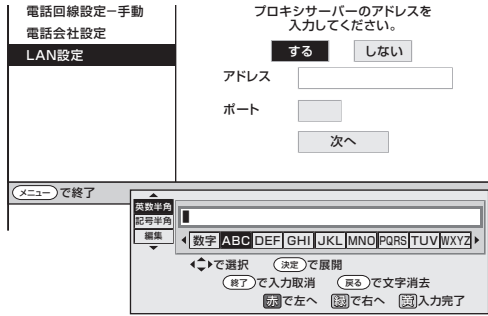 電話回線設定−手動
電話会社設定
LAN設定
プロキシサーバーのアドレスを
入力してください。
する しない
アドレス
ポート
次へ
メニューで終了
英数半角
記号半角
編集
数字 ABC DEF GHI JKL MNO PQRS TUV WXYZ
で選択 決定で展開
終了で入力取消 戻るで文字消去
赤で左へ 緑で右へ 黄入力完了